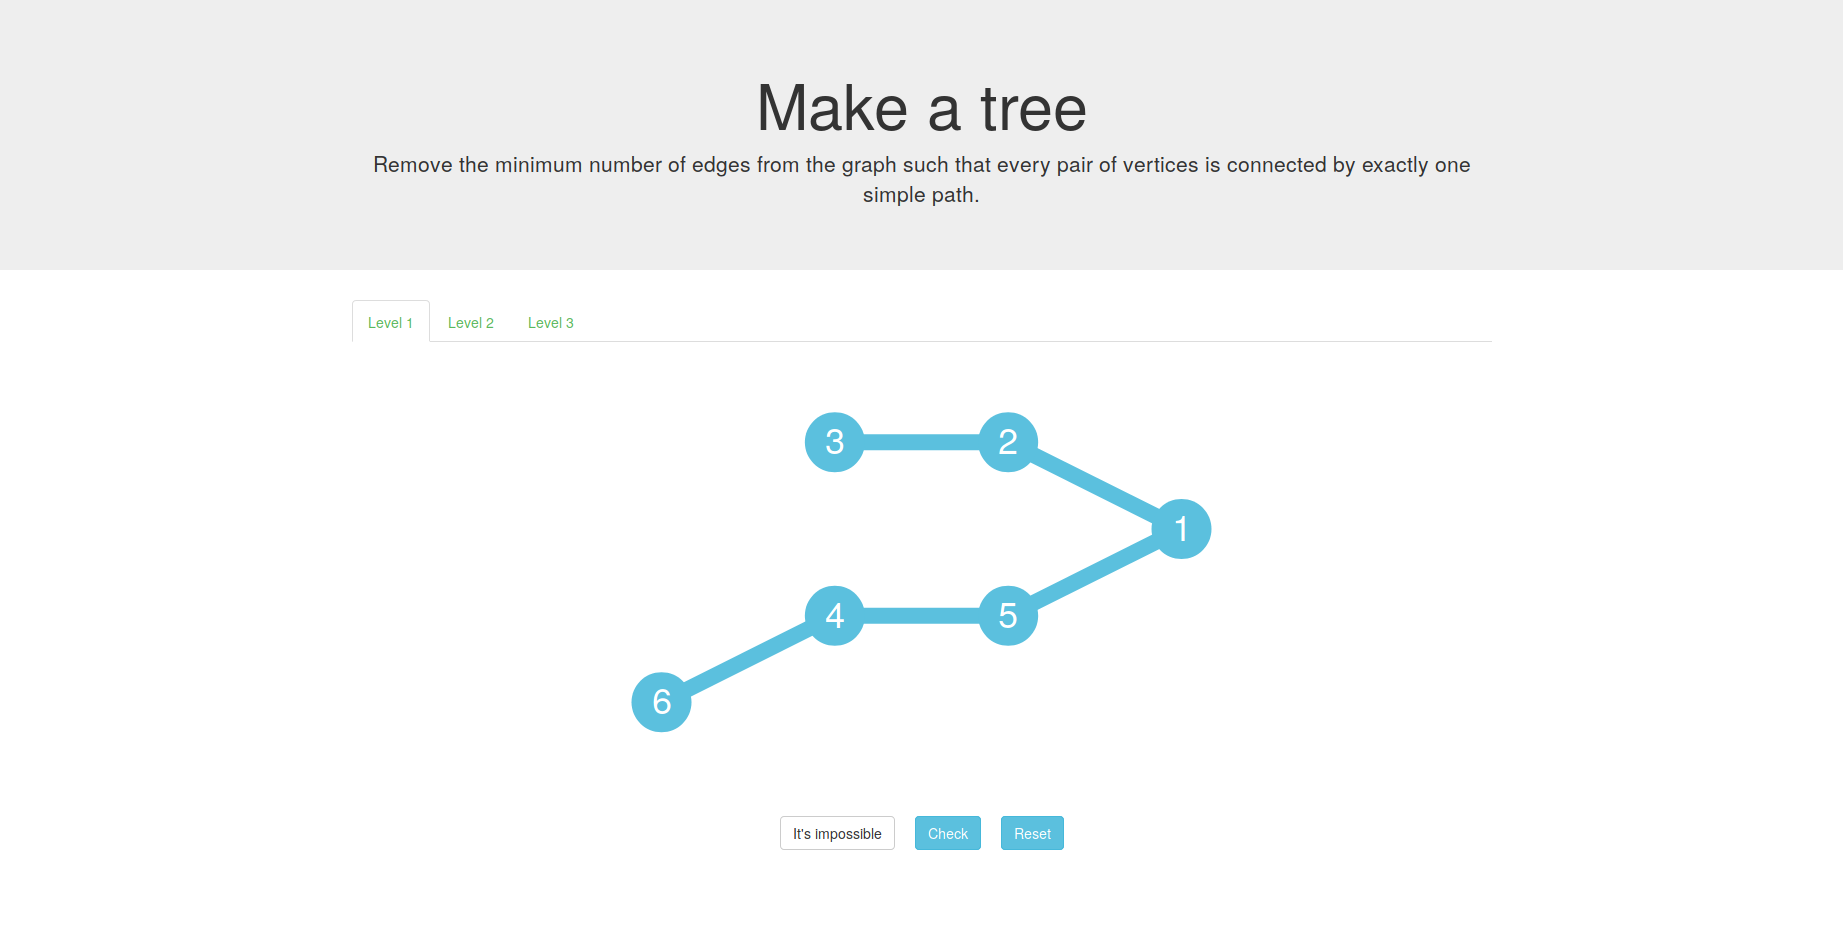 Make a tree
Remove the minimum number of edges from the graph such that every pair of vertices is connected by exactly one
simple path.
Level 1 Level 2 Level 3
3 2
1
4 5
6
It's impossible Check Reset